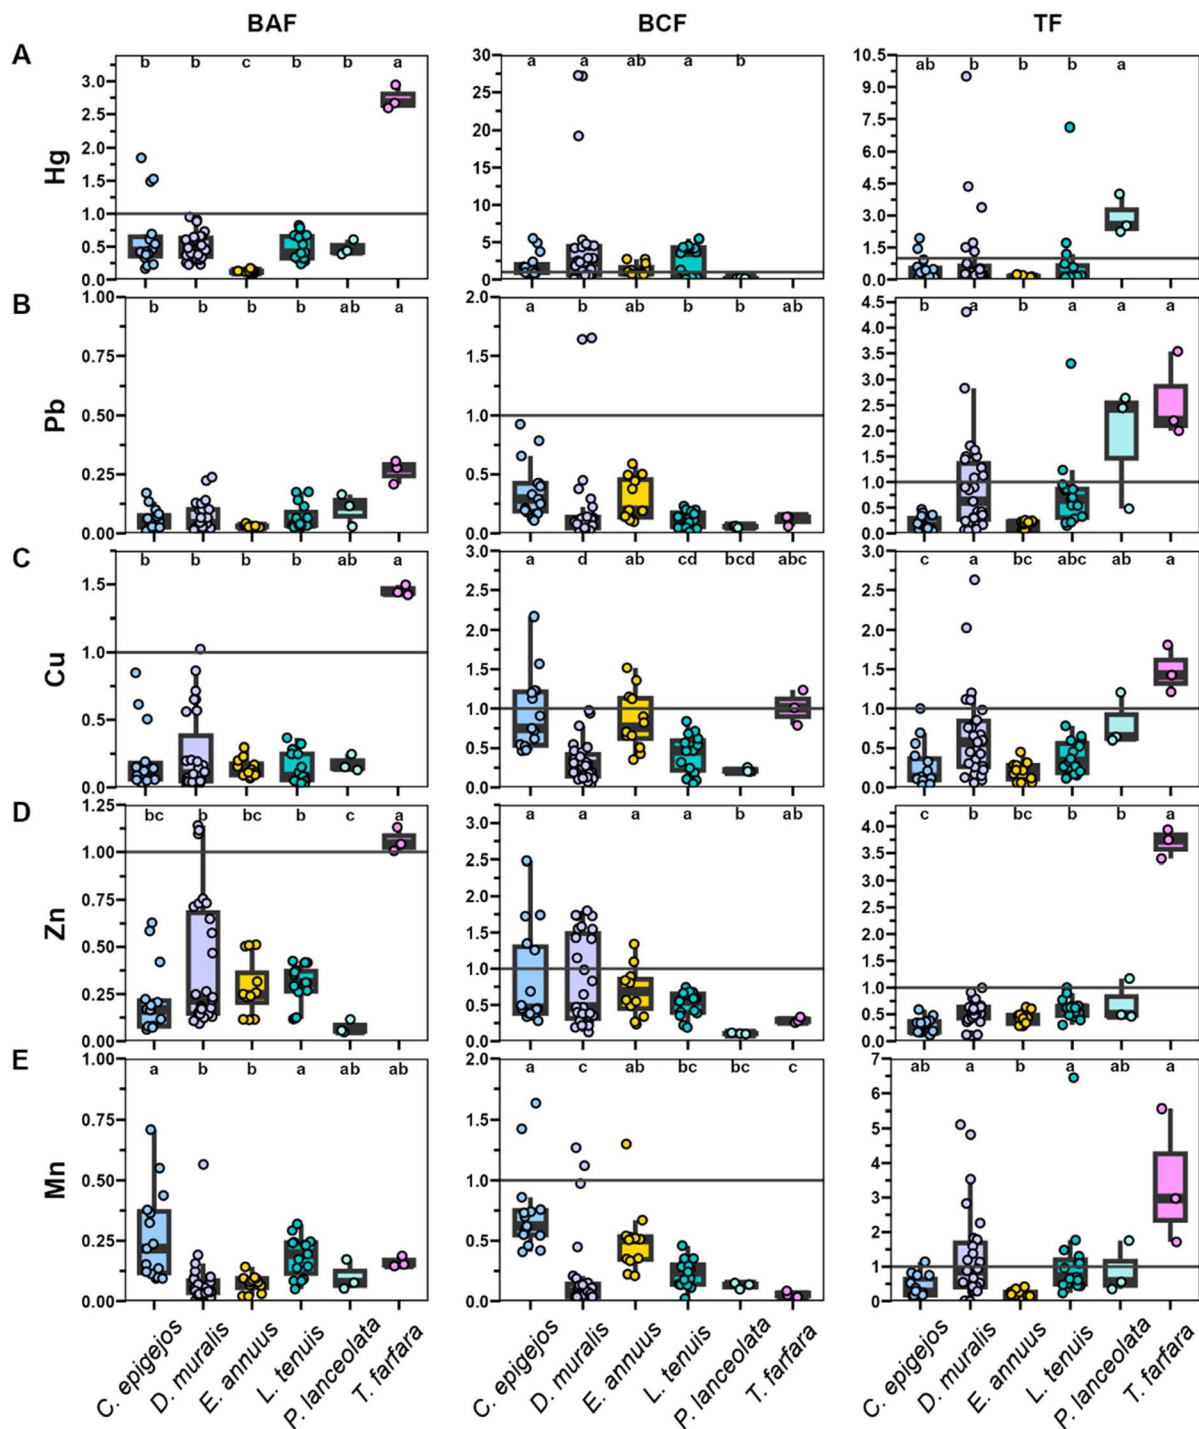 BAF BCF TF
A
Hg
b b c b b a
3.0
2.5
2.0
1.5
1.0
0.5
0.0
a a ab a b
30
25
20
15
10
5
0
ab b b b a
10.5
9.0
7.5
6.0
4.5
3.0
1.5
0.0
B
Pb
b b b b ab a
1.00
0.75
0.50
0.25
0.00
a b ab b b ab
2.0
1.5
1.0
0.5
0.0
b a b a a a
4.5
4.0
3.5
3.0
2.5
2.0
1.5
1.0
0.5
0.0
C
Cu
b b b b ab a
1.5
1.0
0.5
0.0
a d ab cd bcd abc
3.0
2.5
2.0
1.5
1.0
0.5
0.0
c a bc abc ab a
3.0
2.5
2.0
1.5
1.0
0.5
0.0
D
Zn
bc b bc b c a
1.25
1.00
0.75
0.50
0.25
0.00
a a a a b ab
3.0
2.5
2.0
1.5
1.0
0.5
0.0
c b bc b b a
4.0
3.5
3.0
2.5
2.0
1.5
1.0
0.5
0.0
E
Mn
a b b a ab ab
1.00
0.75
0.50
0.25
0.00
a c ab bc bc c
2.0
1.5
1.0
0.5
0.0
ab a b a ab a
7
6
5
4
3
2
1
0
C. epigejos
D. muralis
E. annuus
L. tenuis
P. lanceolata
T. farfara
C. epigejos
D. muralis
E. annuus
L. tenuis
P. lanceolata
T. farfara
C. epigejos
D. muralis
E. annuus
L. tenuis
P. lanceolata
T. farfara